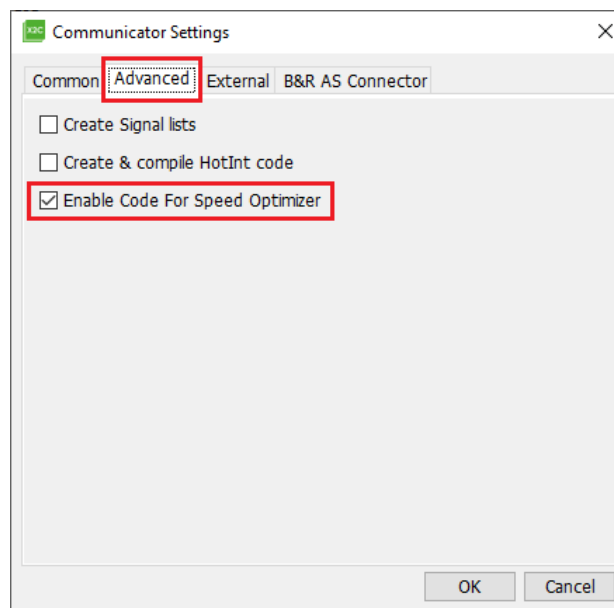 X2C Communicator Settings
Common Advanced External B&R AS Connector
Create Signal lists
Create & compile HotInt code
Enable Code For Speed Optimizer
OK Cancel